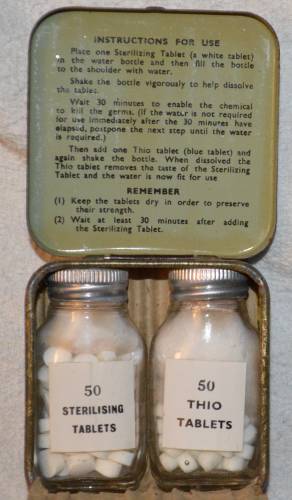 INSTRUCTIONS FOR USE
Place one Sterilizing Tablet (a white tablet)
in the water bottle and then fill the bottle
to the shoulder with water.
Shake the bottle vigorously to help dissolve
the tablet.
Wait 30 minutes to enable the chemical
to kill the germs. (If the water is not required
for use immediately after the 30 minutes have
elapsed, postpone the next step until the water
is required.)
Then add one Thio tablet (blue tablet) and
again shake the bottle. When dissolved the
Thio tablet removes the taste of the Sterilizing
Tablet and the water is now fit for use
REMEMBER
(1) Keep the tablets dry in order to preserve
their strength.
(2) Wait at least 30 minutes after adding
the Sterilizing Tablet.
50
STERILISING
TABLETS
50
THIO
TABLETS